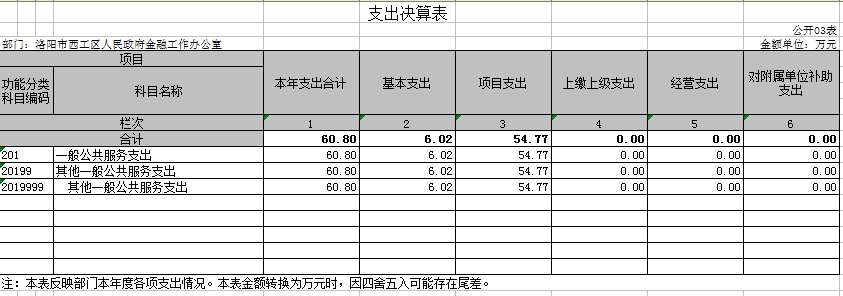 支出决算表
公开03表
部门：洛阳市西工区人民政府金融工作办公室 金额单位：万元
项目 本年支出合计 基本支出 项目支出 上缴上级支出 经营支出 对附属单位补助支出
功能分类科目编码 科目名称
栏次 1 2 3 4 5 6
合计 60.80 6.02 54.77 0.00 0.00 0.00
201 一般公共服务支出 60.80 6.02 54.77 0.00 0.00 0.00
20199 其他一般公共服务支出 60.80 6.02 54.77 0.00 0.00 0.00
2019999 其他一般公共服务支出 60.80 6.02 54.77 0.00 0.00 0.00
注：本表反映部门本年度各项支出情况。本表金额转换为万元时，因四舍五入可能存在尾差。